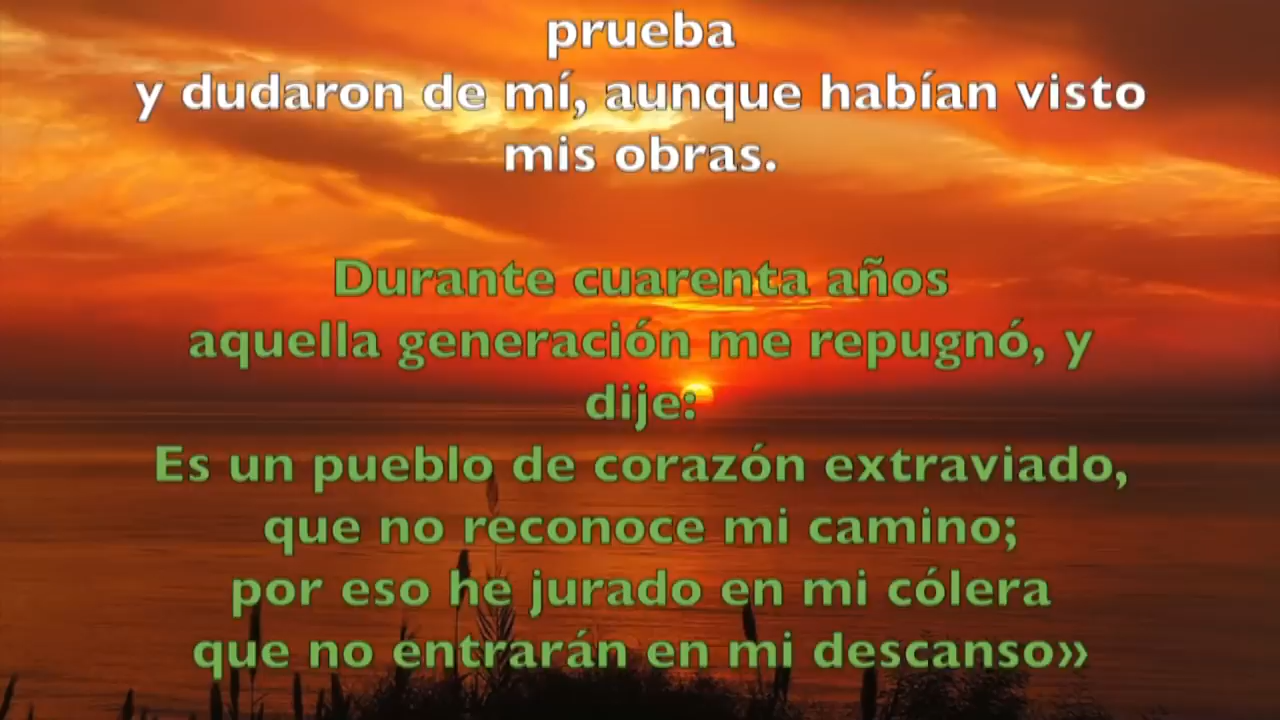 prueba
y dudaron de mí, aunque habían visto
mis obras.
Durante cuarenta años
aquella generación me repugnó, y
dije:
Es un pueblo de corazón extraviado,
que no reconoce mi camino;
por eso he jurado en mi cólera
que no entrarán en mi descanso»